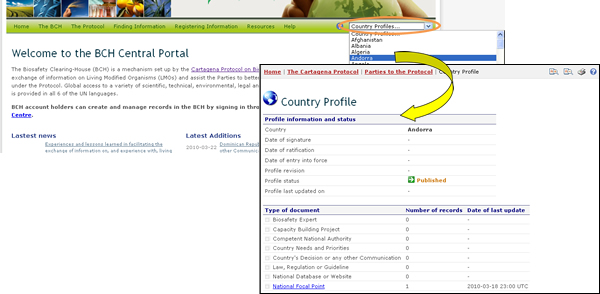 Home The BCH The Protocol Finding Information Registering Information Resources Help
Country Profiles...
Country Profiles...
Afghanistan
Albania
Algeria
Andorra
Angola
Welcome to the BCH Central Portal
The Biosafety Clearing-House (BCH) is a mechanism set up by the Cartagena Protocol on B
exchange of information on Living Modified Organisms (LMOs) and assist the Parties to better
under the Protocol. Global access to a variety of scientific, technical, environmental, legal an
is provided in all 6 of the UN languages.
BCH account holders can create and manage records in the BCH by signing in throu
Centre.
Lastest news
Experiences and lessons learned in facilitating the
exchange of information on, and experience with, living
Latest Additions
2010-03-22 Dominican Repub
or other Commun
Home | The Cartagena Protocol | Parties to the Protocol | Country Profile
Country Profile
Profile information and status
Country Andorra
Date of signature -
Date of ratification -
Date of entry into force -
Profile revision -
Profile status Published
Profile last updated on -
Type of document Number of records Date of last update
Biosafety Expert 0 -
Capacity Building Project 0 -
Competent National Authority 0 -
Country Needs and Priorities 0 -
Country's Decision or any other Communication 0 -
Law, Regulation or Guideline 0 -
National Database or Website 0 -
National Focal Point 1 2010-03-16 23:00 UTC